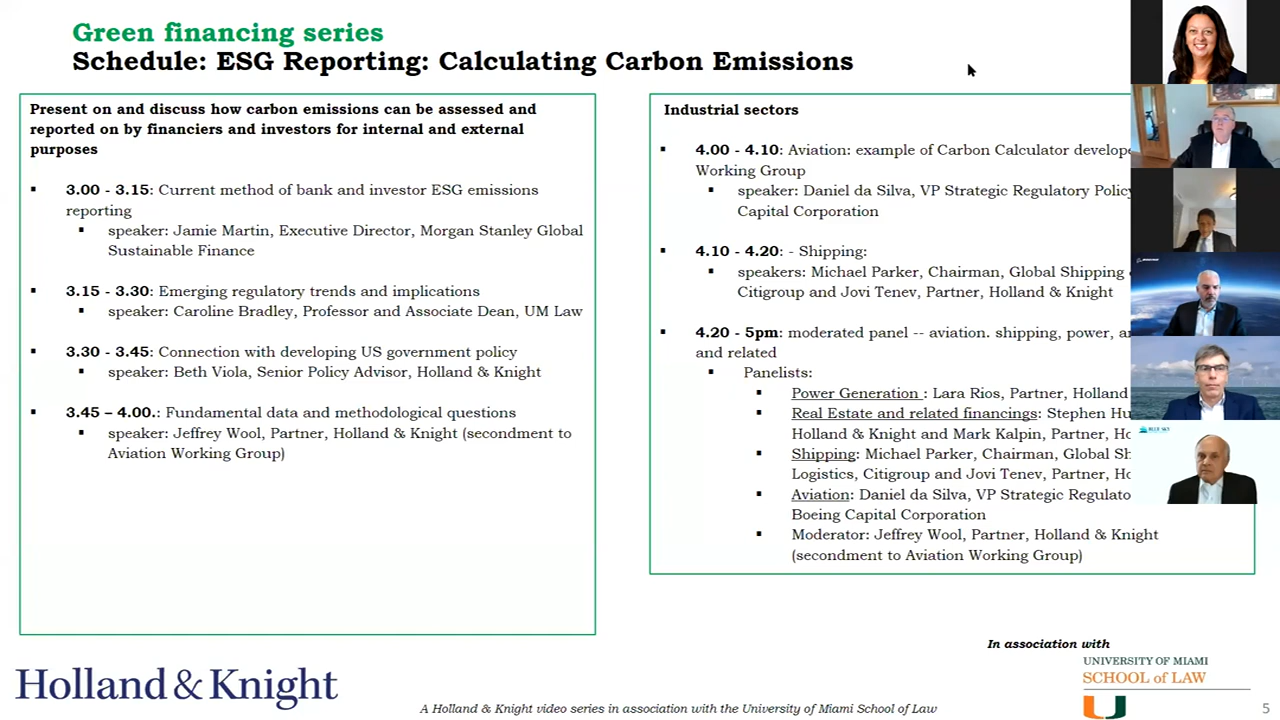 Green financing series
Schedule: ESG Reporting: Calculating Carbon Emissions
Present on and discuss how carbon emissions can be assessed and
reported on by financiers and investors for internal and external
purposes
3.00 - 3.15: Current method of bank and investor ESG emissions
reporting
speaker: Jamie Martin, Executive Director, Morgan Stanley Global
Sustainable Finance
3.15 - 3.30: Emerging regulatory trends and implications
speaker: Caroline Bradley, Professor and Associate Dean, UM Law
3.30 - 3.45: Connection with developing US government policy
speaker: Beth Viola, Senior Policy Advisor, Holland & Knight
3.45 – 4.00.: Fundamental data and methodological questions
speaker: Jeffrey Wool, Partner, Holland & Knight (secondment to
Aviation Working Group)
Industrial sectors
4.00 - 4.10: Aviation: example of Carbon Calculator
Working Group
speaker: Daniel da Silva, VP Strategic Regulatory Policy
Capital Corporation
4.10 - 4.20: - Shipping:
speakers: Michael Parker, Chairman, Global Shipping
Citigroup and Jovi Tenev, Partner, Holland & Knight
4.20 - 5pm: moderated panel -- aviation. shipping, power,
and related
Panelists:
Power Generation : Lara Rios, Partner, Holland
Real Estate and related financings: Stephen
Holland & Knight and Mark Kalpin, Partner,
Shipping: Michael Parker, Chairman, Global
Logistics, Citigroup and Jovi Tenev, Partner,
Aviation: Daniel da Silva, VP Strategic
Boeing Capital Corporation
Moderator: Jeffrey Wool, Partner, Holland & Knight
(secondment to Aviation Working Group)
BLUE SKY
In association with
UNIVERSITY OF MIAMI
SCHOOL of LAW
Holland & Knight
A Holland & Knight video series in association with the University of Miami School of Law
5